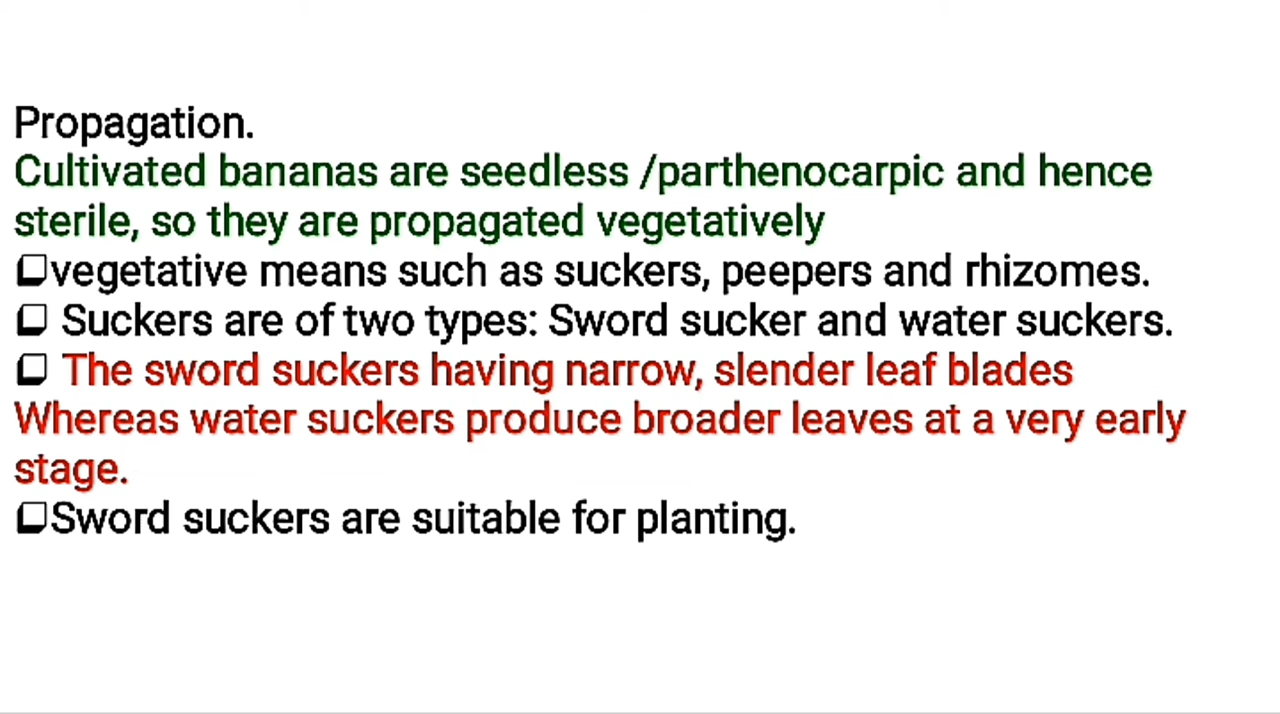 Propagation.
Cultivated bananas are seedless /parthenocarpic and hence
sterile, so they are propagated vegetatively
❑vegetative means such as suckers, peepers and rhizomes.
❑ Suckers are of two types: Sword sucker and water suckers.
❑ The sword suckers having narrow, slender leaf blades
Whereas water suckers produce broader leaves at a very early
stage.
❑Sword suckers are suitable for planting.